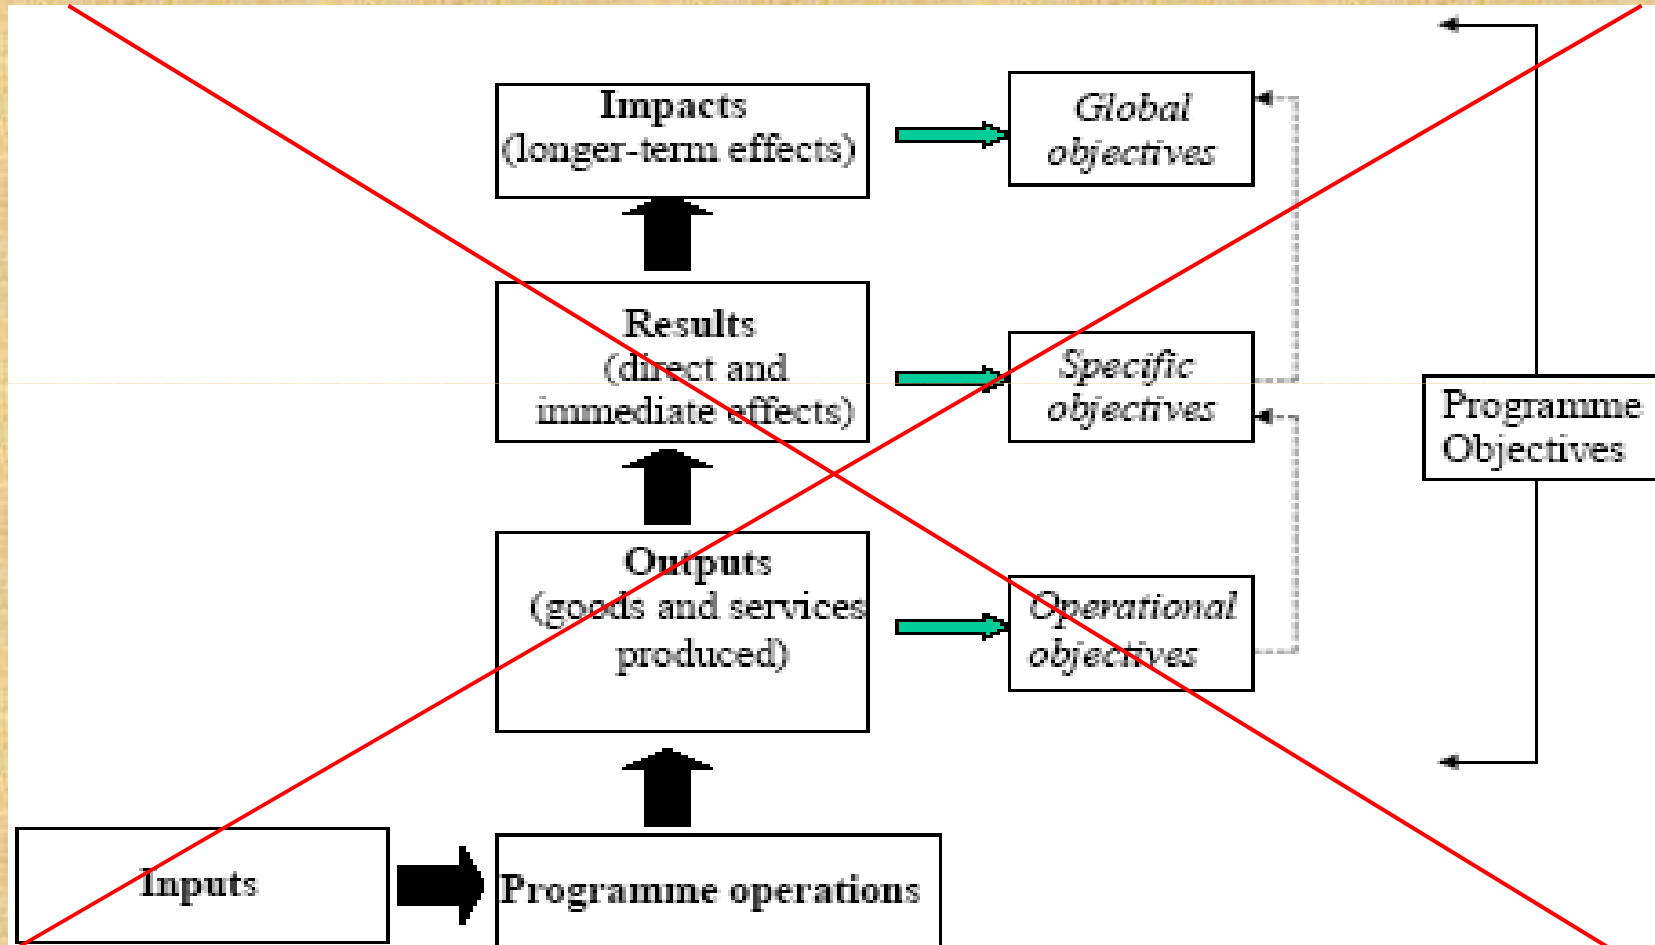 Impacts
(longer-term effects)
Global
objectives
Results
(direct and
immediate effects)
Specific
objectives
Programme
Objectives
Outputs
(goods and services
produced)
Operational
objectives
Inputs
Programme operations